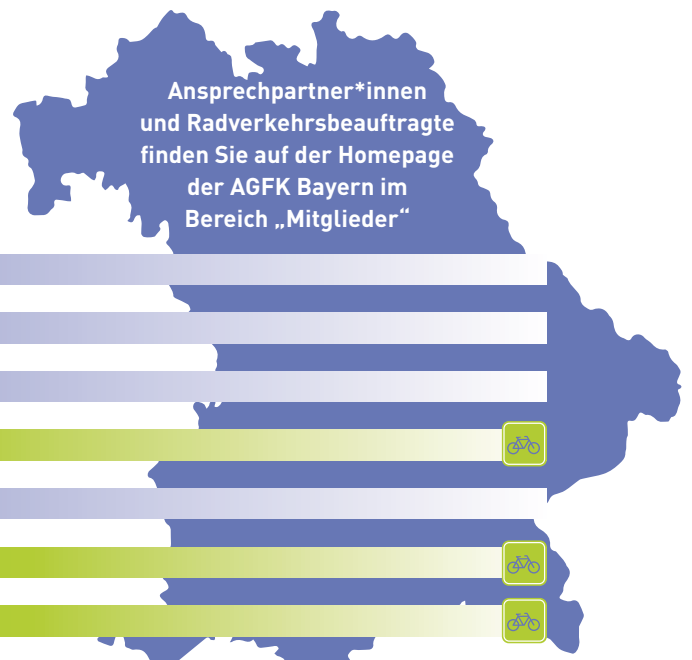 Ansprechpartner*innen
und Radverkehrsbeauftragte
finden Sie auf der Homepage
der AGFK Bayern im
Bereich „Mitglieder“